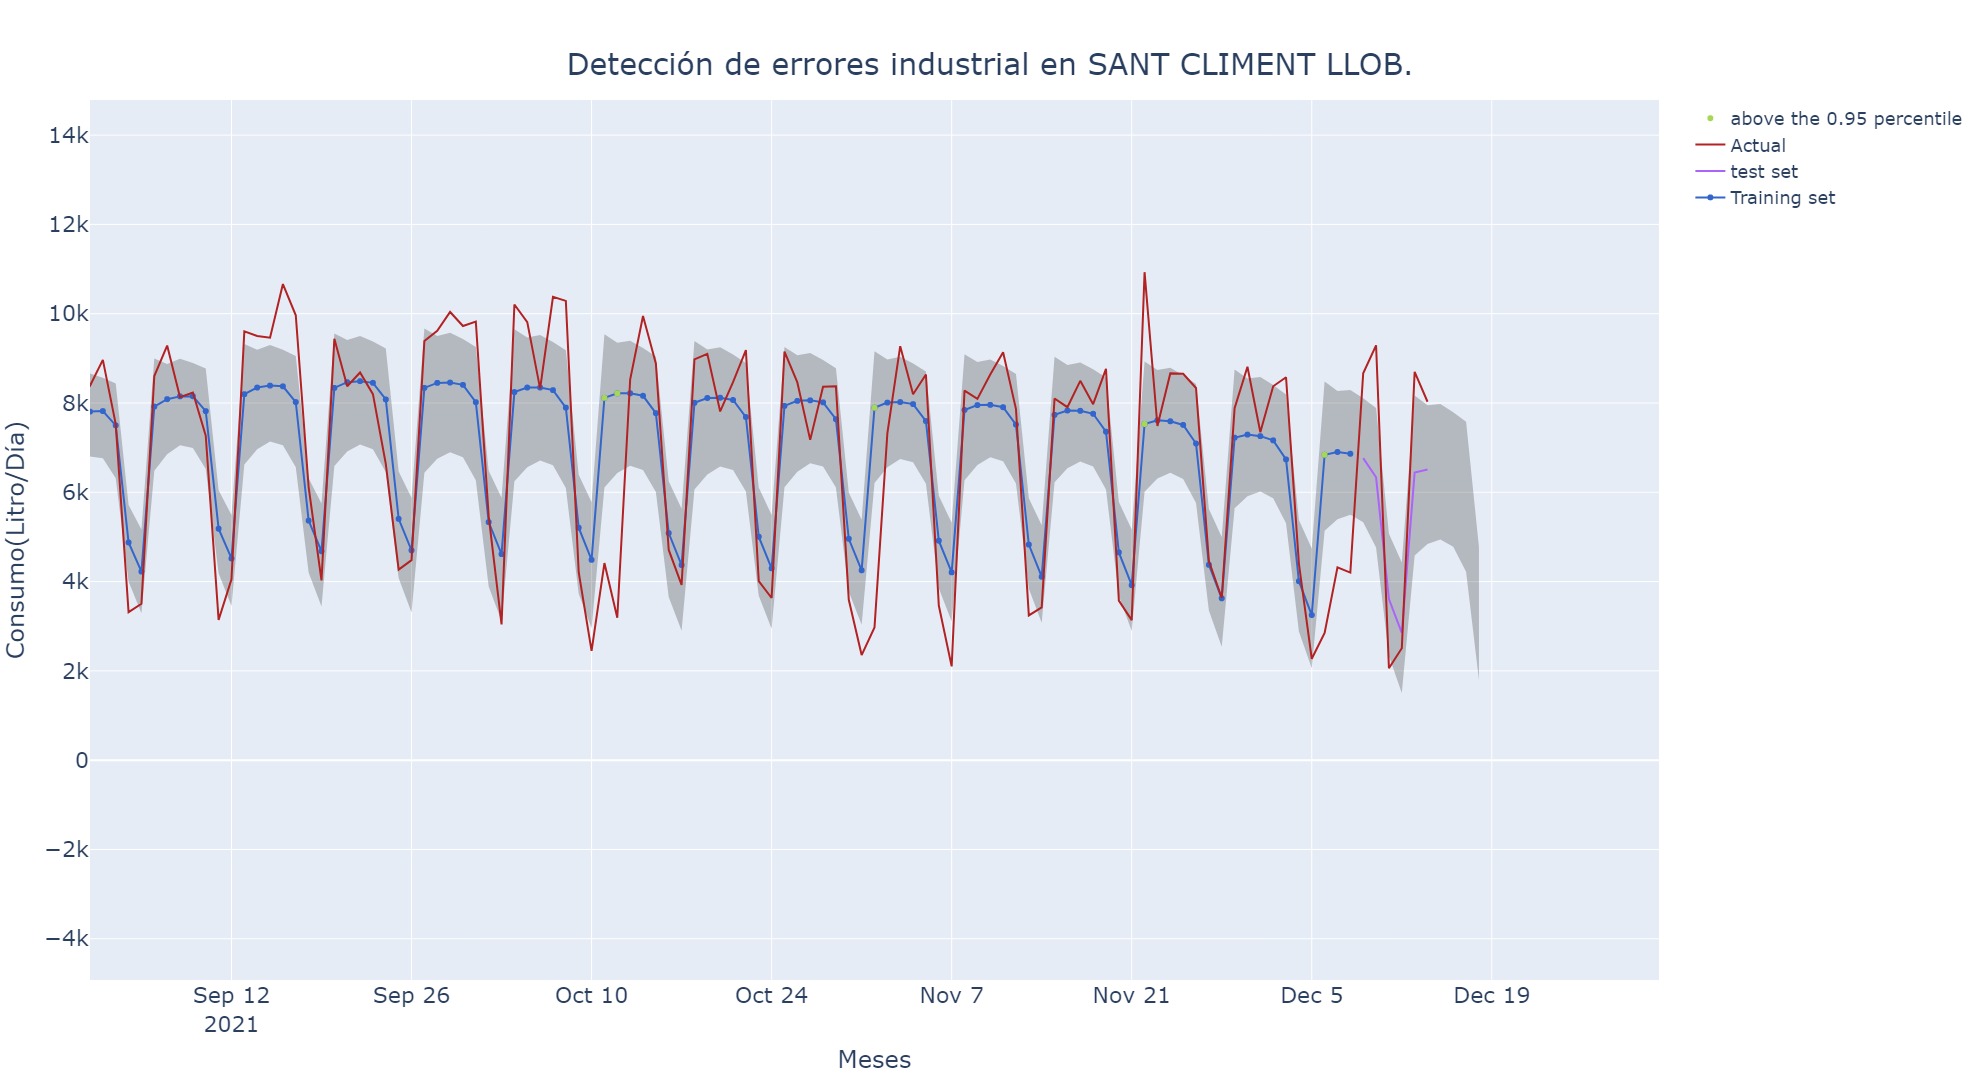 Detección de errores industrial en SANT CLIMENT LLOB.
above the 0.95 percentile
Actual
test set
Training set
Consumo(Litro/Día)
14k
12k
10k
8k
6k
4k
2k
0
−2k
−4k
Sep 12
2021
Sep 26
Oct 10
Oct 24
Nov 7
Nov 21
Dec 5
Dec 19
Meses